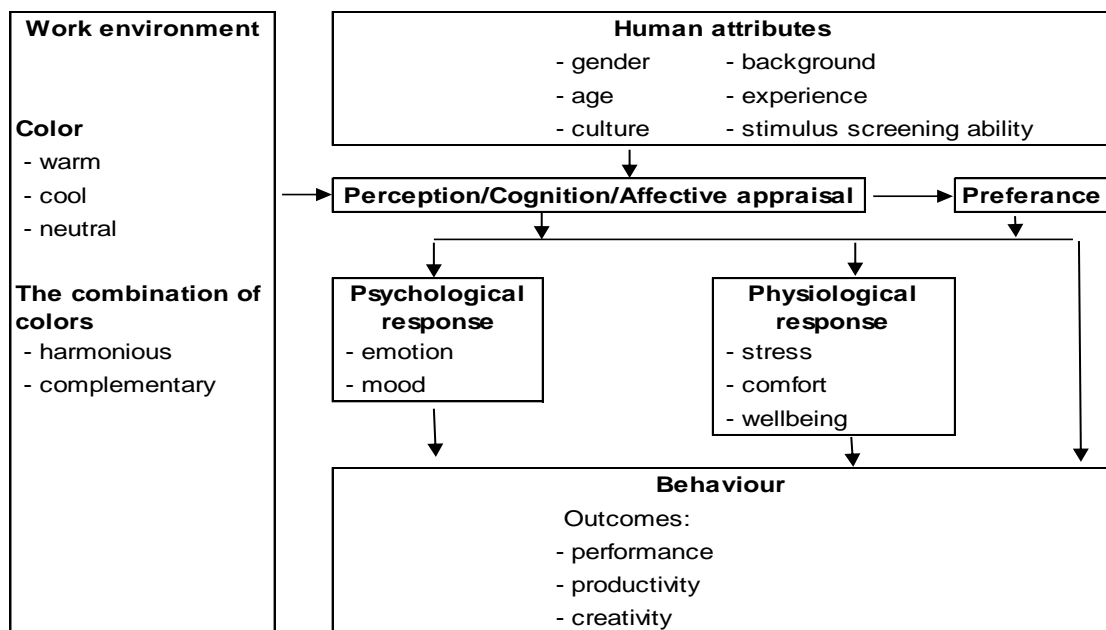 Work environment
Color
- warm
- cool
- neutral
The combination of
colors
- harmonious
- complementary
Human attributes
- gender - background
- age - experience
- culture - stimulus screening ability
Perception/Cognition/Affective appraisal
Preferance
Psychological
response
- emotion
- mood
Physiological
response
- stress
- comfort
- wellbeing
Behaviour
Outcomes:
- performance
- productivity
- creativity